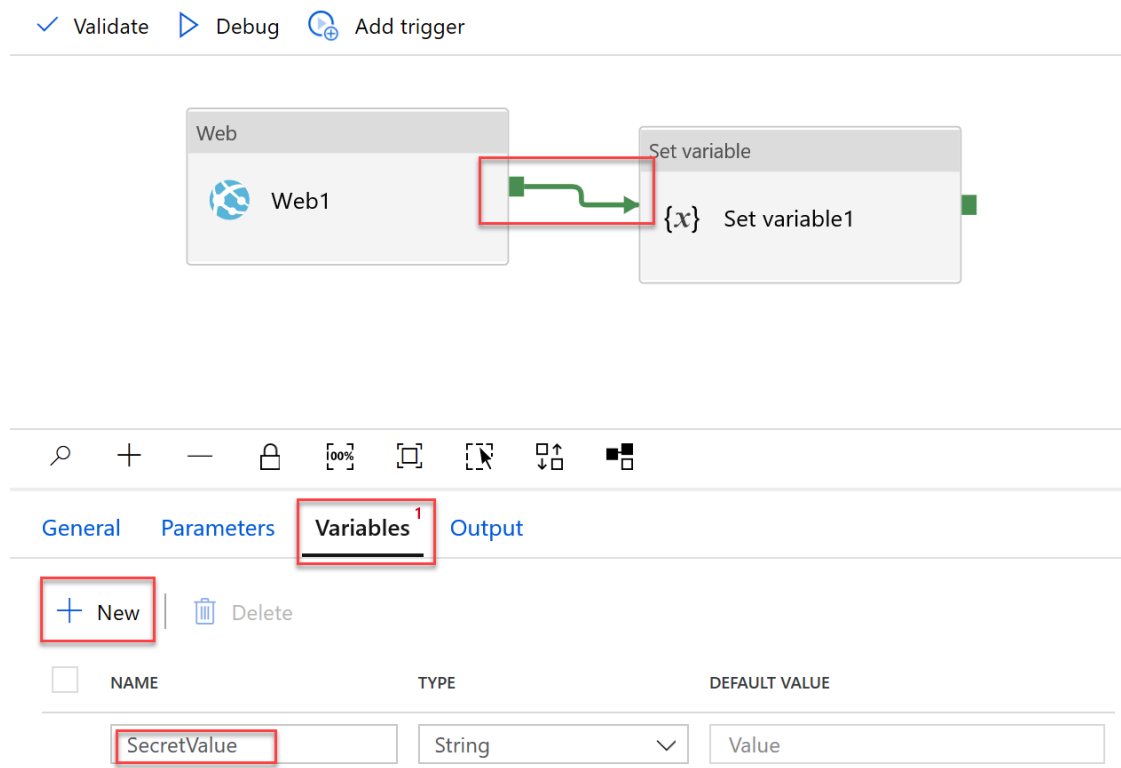 Validate Debug Add trigger
Web
Web1
Set variable
{x} Set variable1
100%
General Parameters Variables 1 Output
New Delete
NAME TYPE DEFAULT VALUE
SecretValue String Value